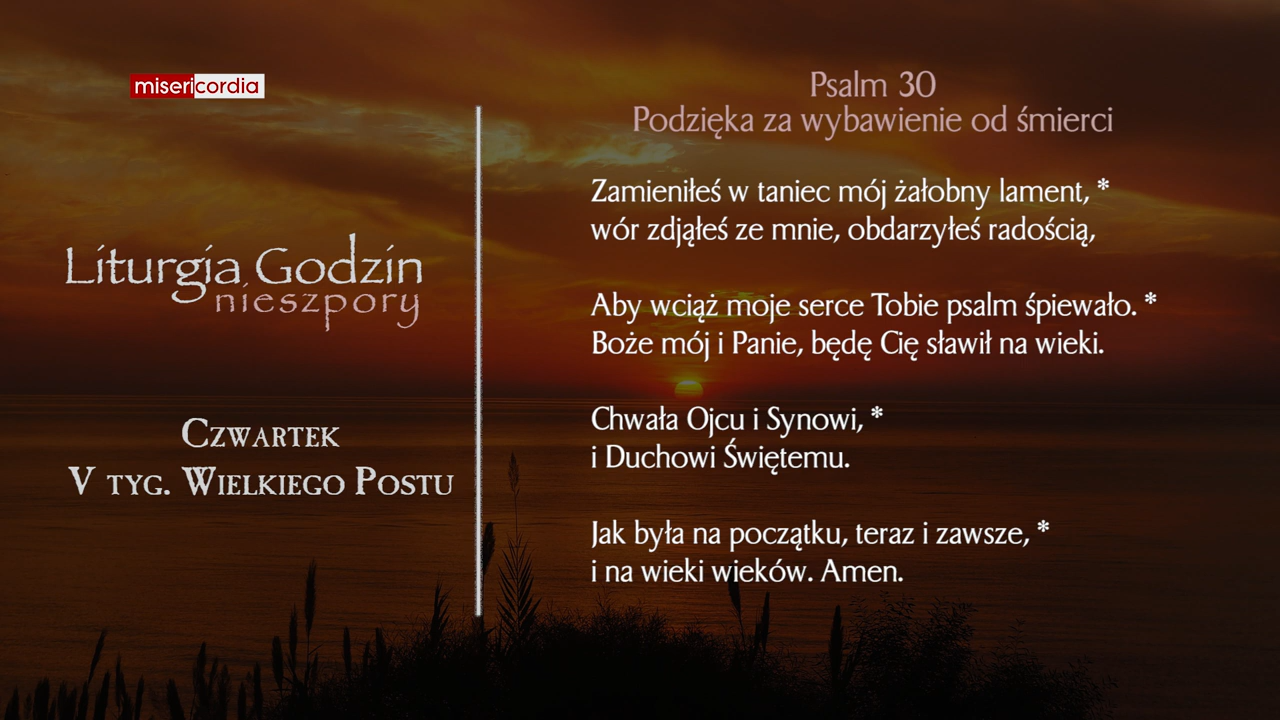 misericordia
Liturgia Godzin
nieszpory
Czwartek
V tyg. Wielkiego Postu
Psalm 30
Podzięka za wybawienie od śmierci
Zamieniłeś w taniec mój żałobny lament, *
wór zdjąłeś ze mnie, obdarzyłeś radością,
Aby wciąż moje serce Tobie psalm śpiewało. *
Boże mój i Panie, będę Cię sławił na wieki.
Chwała Ojcu i Synowi, *
i Duchowi Świętemu.
Jak była na początku, teraz i zawsze, *
i na wieki wieków. Amen.